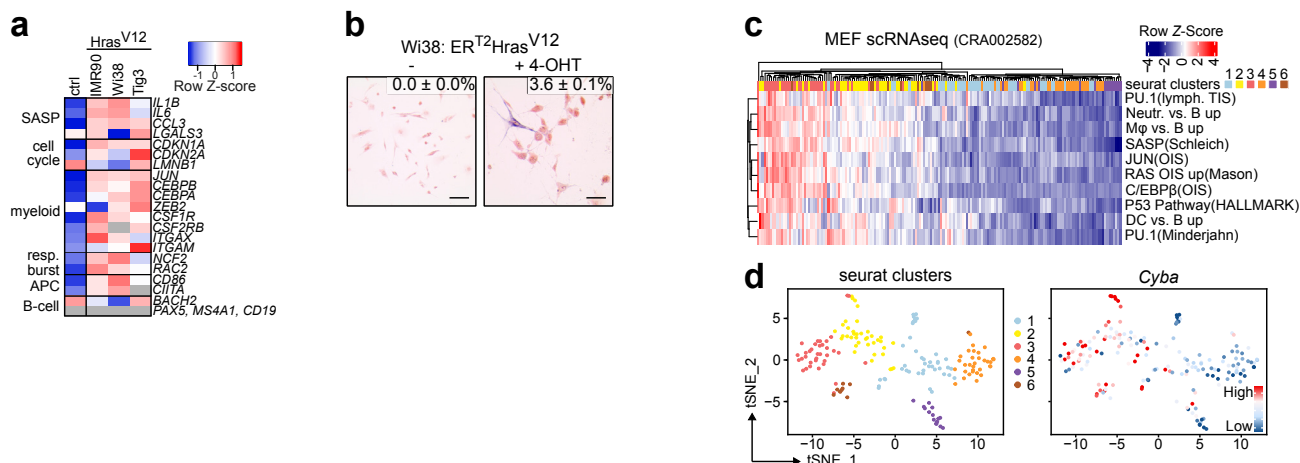 a
HrasV12
ctrl
IMR90
Wi38
Tig3
-1 0 1
Row Z-score
SASP
IL1B
IL6
CCL3
LGALS3
cell
cycle
CDKN1A
CDKN2A
LMNB1
myeloid
JUN
CEBPB
CEBPA
ZEB2
CSF1R
CSF2RB
ITGAX
ITGAM
resp.
burst
NCF2
RAC2
APC
CD86
CIITA
B-cell
BACH2
PAX5, MS4A1, CD19
b
Wi38: ERT2HrasV12
- + 4-OHT
0.0 ± 0.0%
3.6 ± 0.1%
c
MEF scRNAseq (CRA002582)
Row Z-Score
-4 -2 0 2 4
seurat clusters
1 2 3 4 5 6
PU.1(lymph. TIS)
Neutr. vs. B up
Mφ vs. B up
SASP(Schleich)
JUN(OIS)
RAS OIS up(Mason)
C/EBPβ(OIS)
P53 Pathway(HALLMARK)
DC vs. B up
PU.1(Minderjahn)
d
seurat clusters
Cyba
5
0
−5
tSNE_2
−10 −5 0 5 10
tSNE_1
1
2
3
4
5
6
High
Low
−10 −5 0 5 10